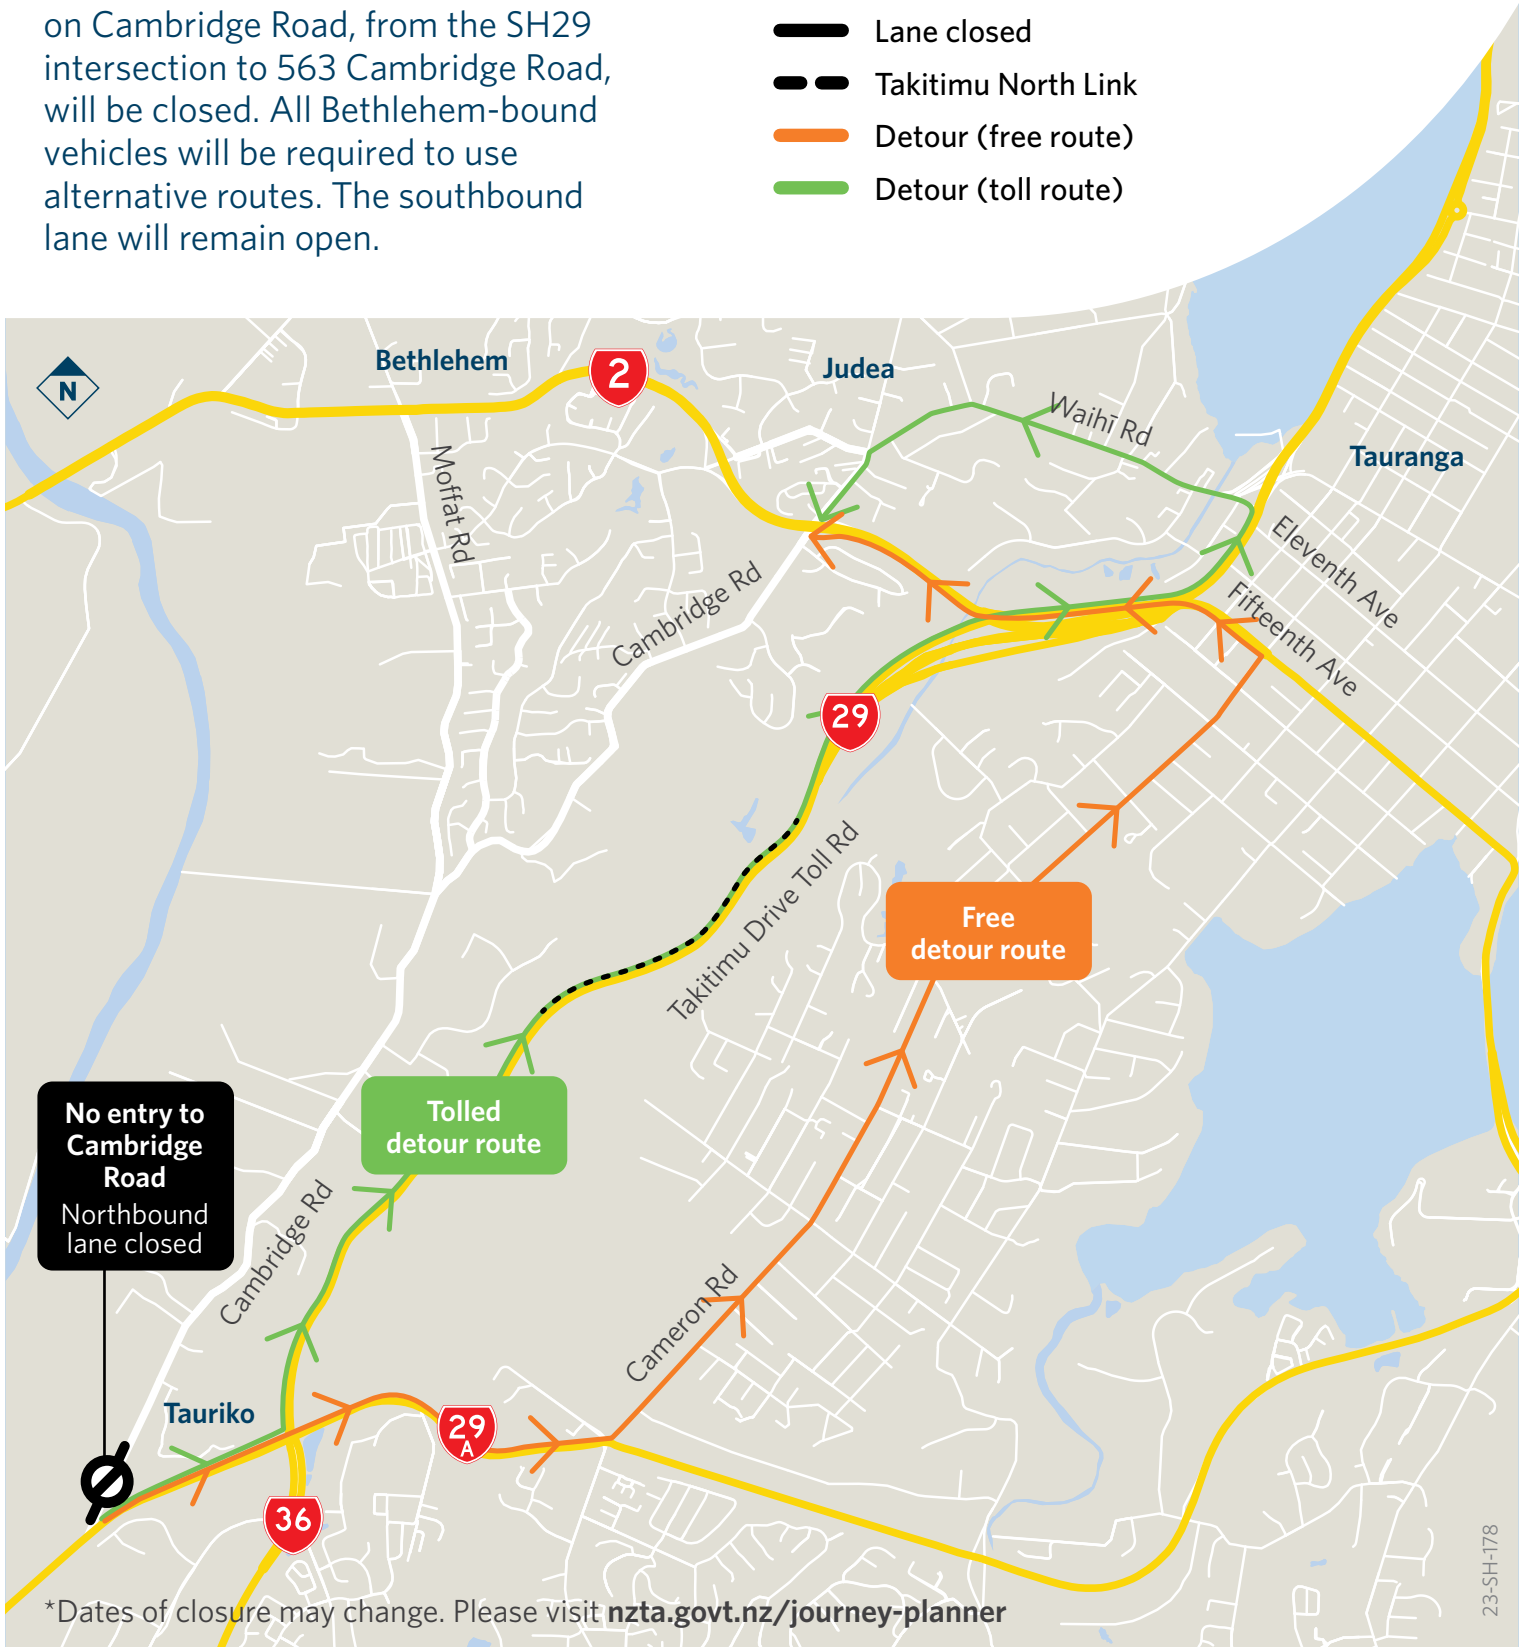 on Cambridge Road, from the SH29
intersection to 563 Cambridge Road,
will be closed. All Bethlehem-bound
vehicles will be required to use
alternative routes. The southbound
lane will remain open.
Lane closed
Takitimu North Link
Detour (free route)
Detour (toll route)
N
Bethlehem
2
Judea
Waihī Rd
Tauranga
Moffat Rd
Eleventh Ave
Cambridge Rd
Fifteenth Ave
29
Takitimu Drive Toll Rd
Free
detour route
Tolled
detour route
No entry to
Cambridge
Road
Northbound
lane closed
Cambridge Rd
Cameron Rd
Tauriko
29
A
36
*Dates of closure may change. Please visit nzta.govt.nz/journey-planner
23-SH-178